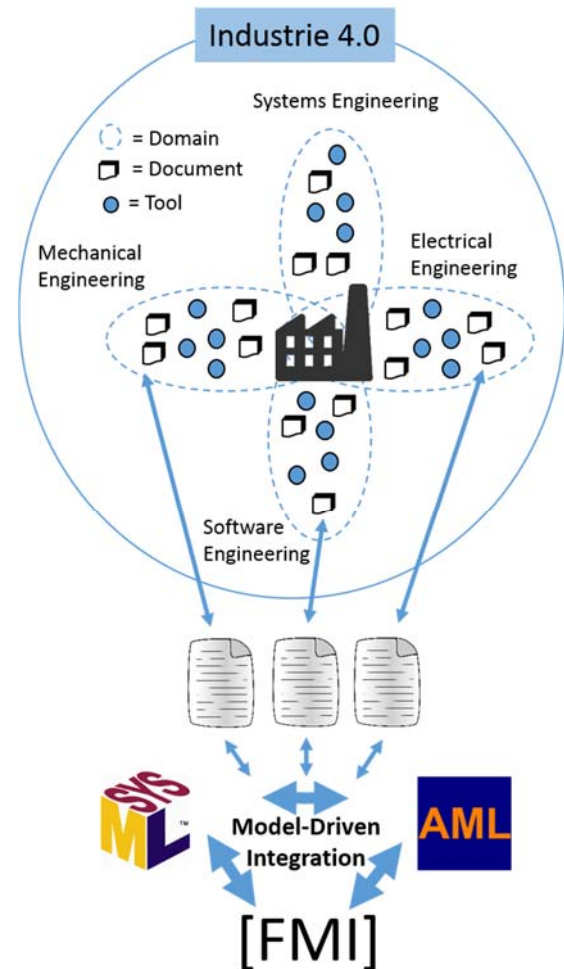 Industrie 4.0
Systems Engineering
= Domain
= Document
= Tool
Mechanical
Engineering
Electrical
Engineering
Software
Engineering
SYS
ML
™
AML
Model-Driven
Integration
[FMI]